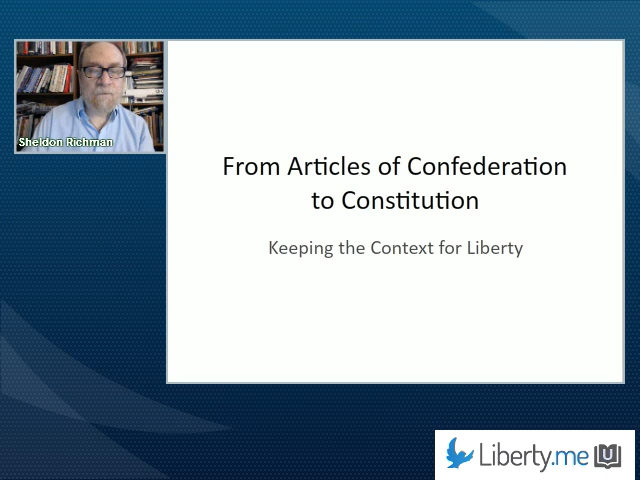 Sheldon Richman
From Articles of Confederation
to Constitution
Keeping the Context for Liberty
Liberty.me U